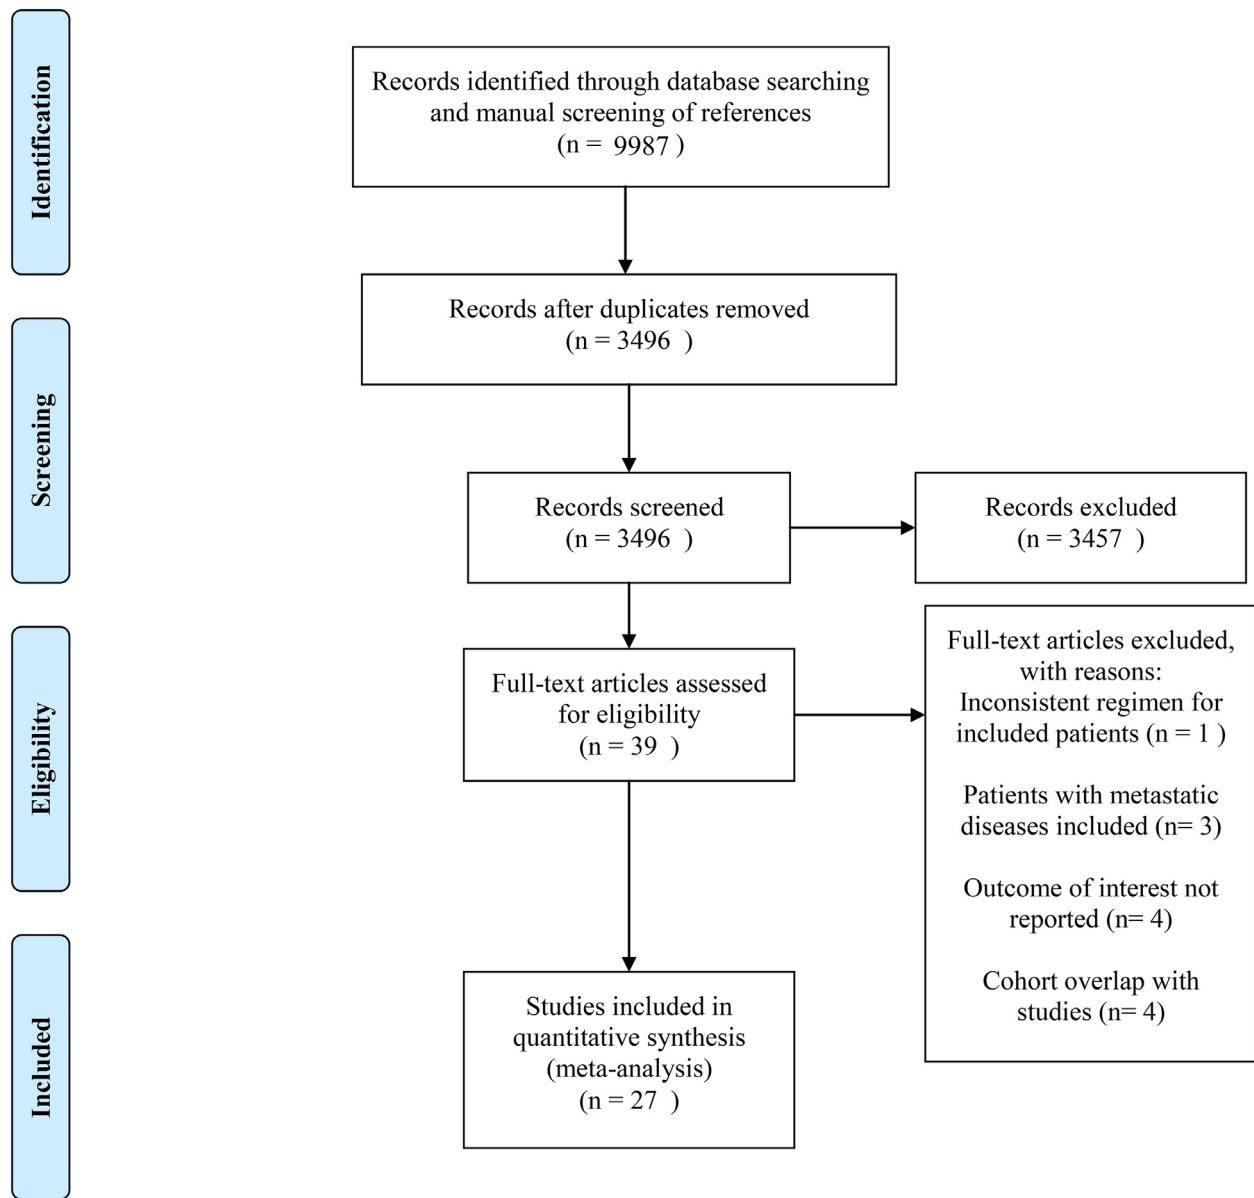 Identification
Records identified through database searching
and manual screening of references
(n = 9987 )
Records after duplicates removed
(n = 3496 )
Screening
Records screened
(n = 3496 )
Records excluded
(n = 3457 )
Eligibility
Full-text articles assessed
for eligibility
(n = 39 )
Full-text articles excluded,
with reasons:
Inconsistent regimen for
included patients (n = 1 )
Patients with metastatic
diseases included (n= 3)
Outcome of interest not
reported (n= 4)
Cohort overlap with
studies (n= 4)
Included
Studies included in
quantitative synthesis
(meta-analysis)
(n = 27 )